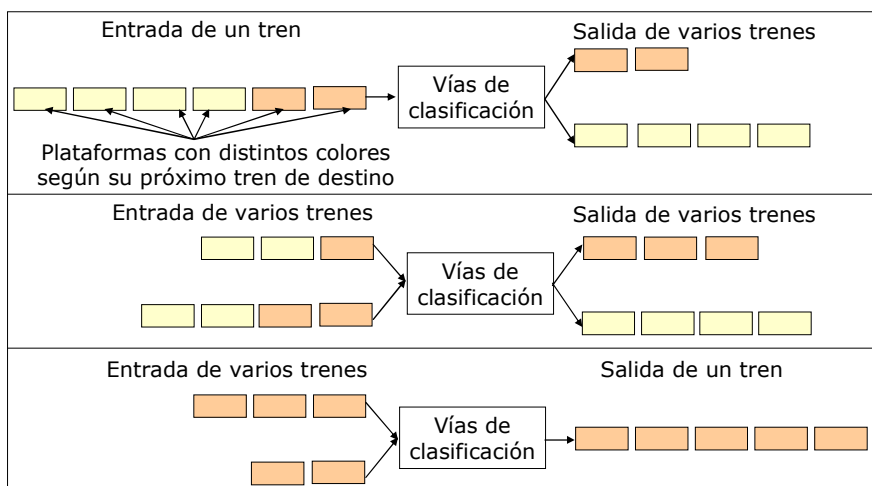 Entrada de un tren
Salida de varios trenes
Vías de
clasificación
Plataformas con distintos colores
según su próximo tren de destino
Entrada de varios trenes
Salida de varios trenes
Vías de
clasificación
Entrada de varios trenes
Salida de un tren
Vías de
clasificación